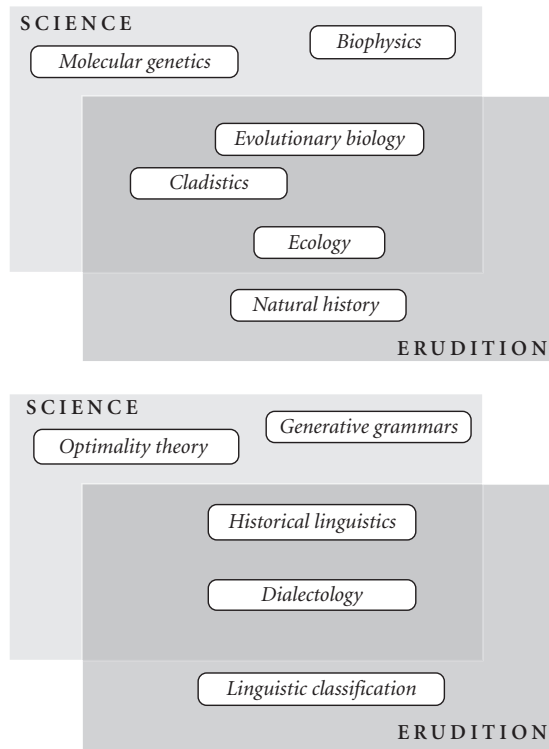 SCIENCE
Biophysics
Molecular genetics
Evolutionary biology
Cladistics
Ecology
Natural history
ERUDITION
SCIENCE
Generative grammars
Optimality theory
Historical linguistics
Dialectology
Linguistic classification
ERUDITION